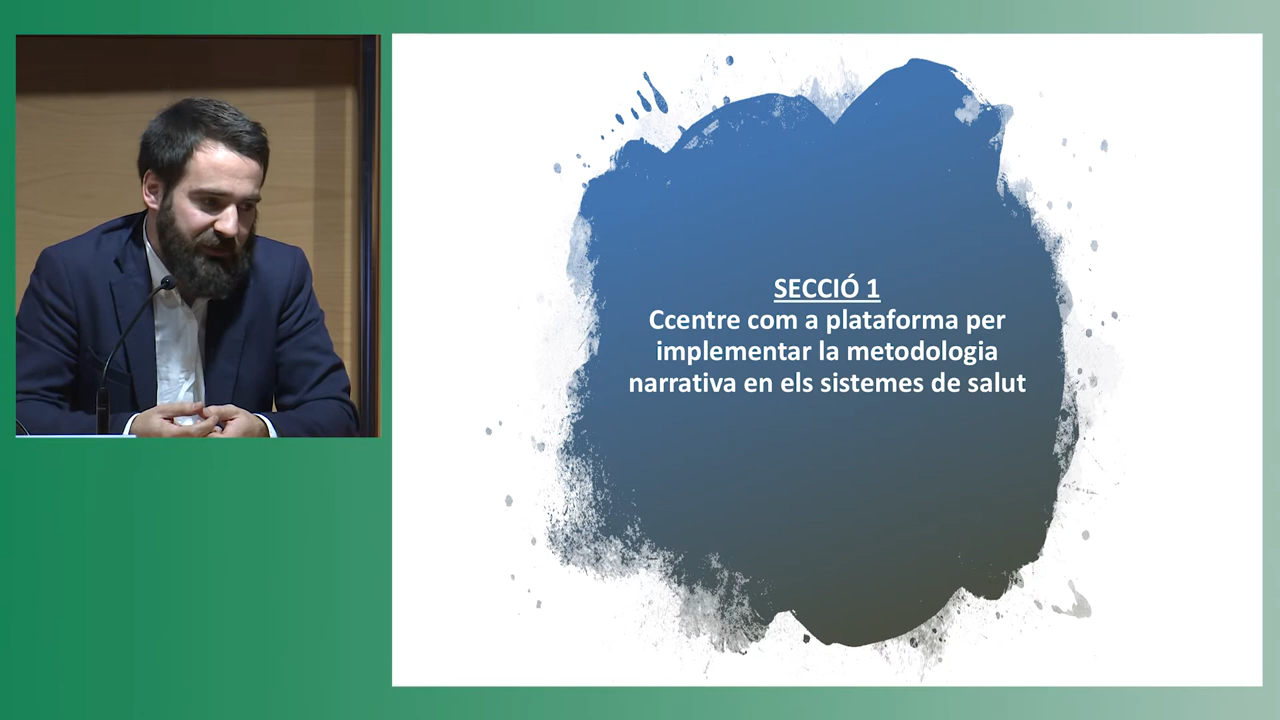 SECCIÓ 1
Ccentre com a plataforma per
implementar la metodologia
narrativa en els sistemes de salut